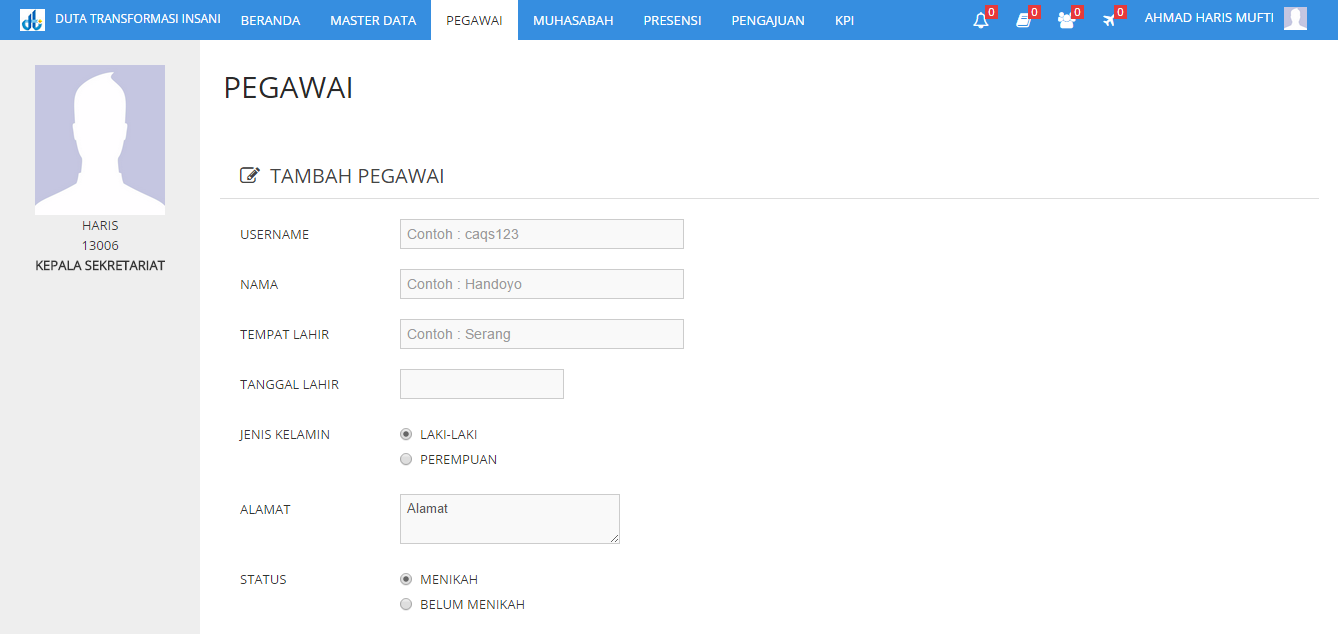 DUTA TRANSFORMASI INSANI BERANDA MASTER DATA PEGAWAI MUHASABAH PRESENSI PENGAJUAN KPI 0 0 0 0 AHMAD HARIS MUFTI
HARIS
13006
KEPALA SEKRETARIAT
PEGAWAI
TAMBAH PEGAWAI
USERNAME Contoh : caqs123
NAMA Contoh : Handoyo
TEMPAT LAHIR Contoh : Serang
TANGGAL LAHIR
JENIS KELAMIN LAKI-LAKI
PEREMPUAN
ALAMAT Alamat
STATUS MENIKAH
BELUM MENIKAH